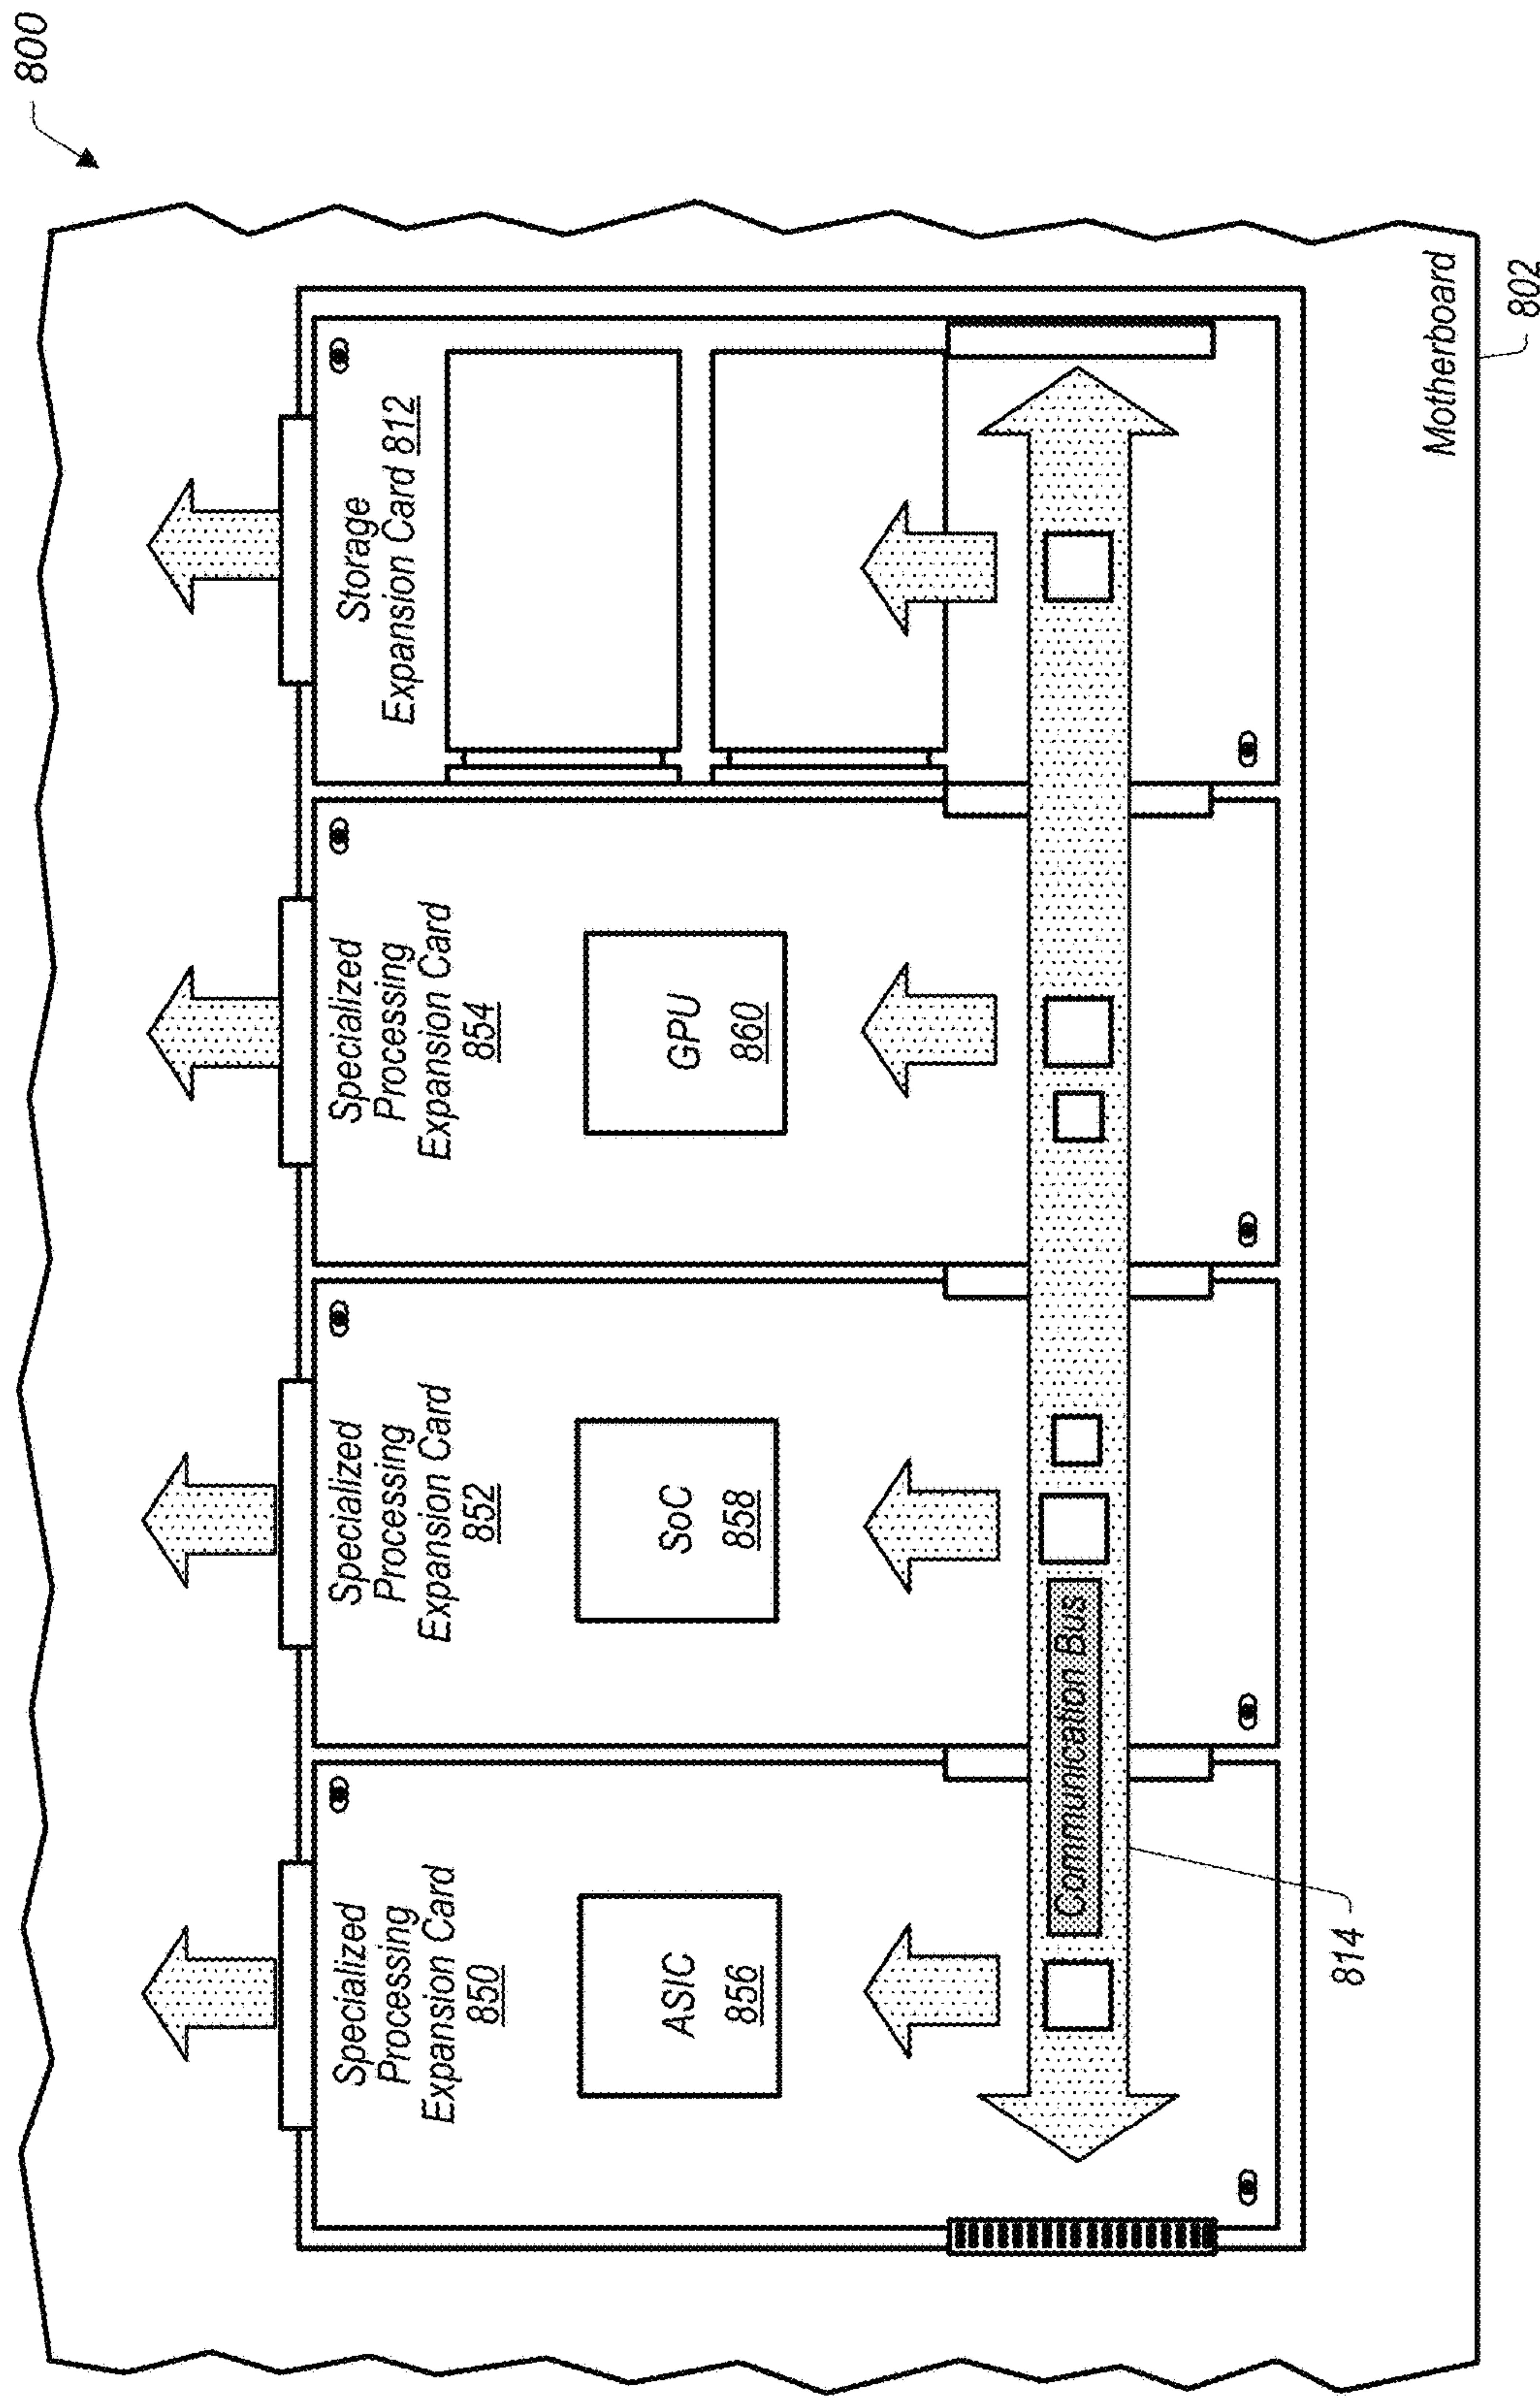 800
Specialized
Processing
Expansion Card
850
ASIC
856
Specialized
Processing
Expansion Card
852
SoC
858
Specialized
Processing
Expansion Card
854
GPU
860
Storage
Expansion Card 812
Communication Bus
814
Motherboard
802